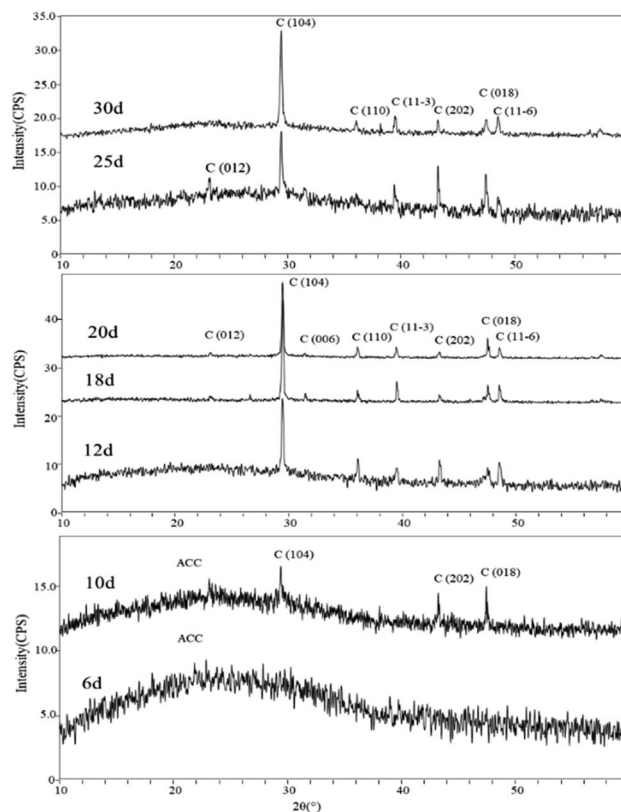 35.0
C (104)
30.0
30d
C (018)
25.0
C (11-3)
C (110)
C (202)
C (11-6)
20.0
Intensity(CPS)
15.0
25d
C (012)
10.0
5.0
10 20 30 40 50
C (104)
40
20d
C (018)
C (11-3)
C (110)
C (012)
C (006)
C (202)
C (11-6)
30
Intensity(CPS)
18d
20
12d
10
0
10 20 30 40 50
ACC
C (104)
C (018)
C (202)
10d
15.0
ACC
10.0
Intensity(CPS)
6d
5.0
0
10 20 30 40 50
2θ(°)